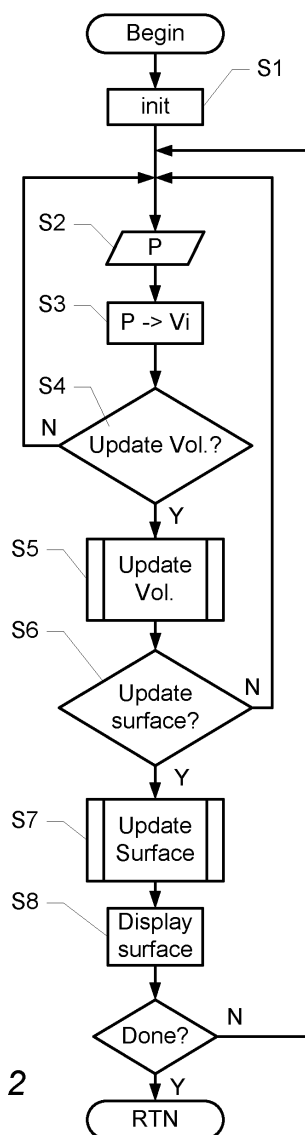 Begin
S1
init
S2
P
S3
P -> Vi
S4
N
Update Vol.?
Y
S5
Update
Vol.
S6
Update
surface?
N
Y
S7
Update
Surface
S8
Display
surface
Done?
N
Y
2
RTN